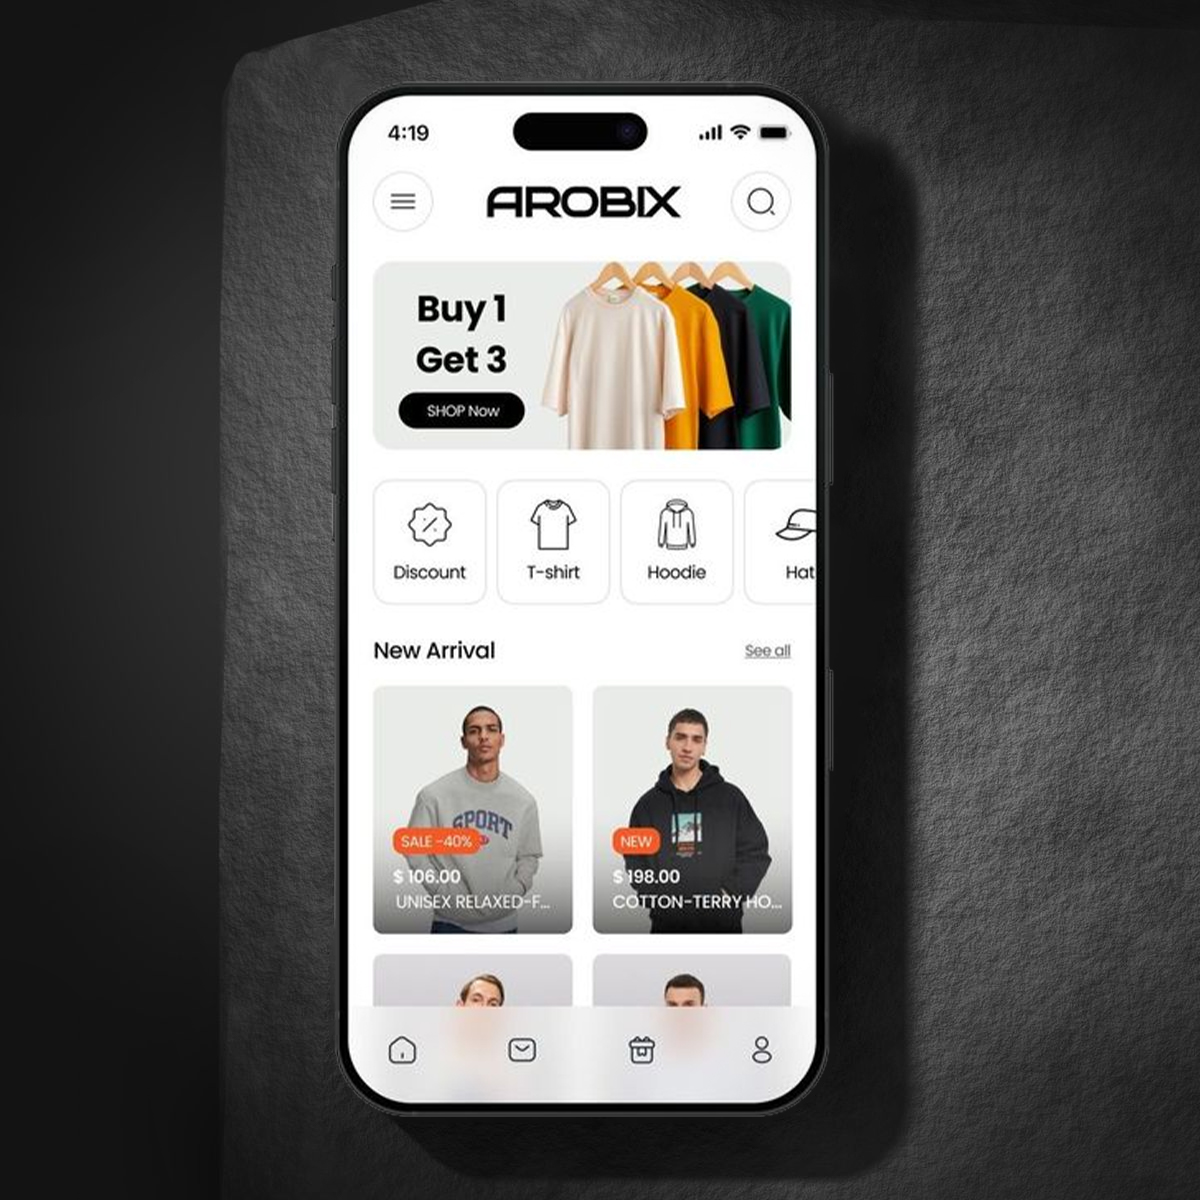 4:19
AROBIX
Buy 1
Get 3
SHOP Now
Discount
T-shirt
Hoodie
Hat
New Arrival
See all
SPORT
SALE -40%
$ 106.00
UNISEX RELAXED-F...
NEW
$ 198.00
COTTON-TERRY HO...